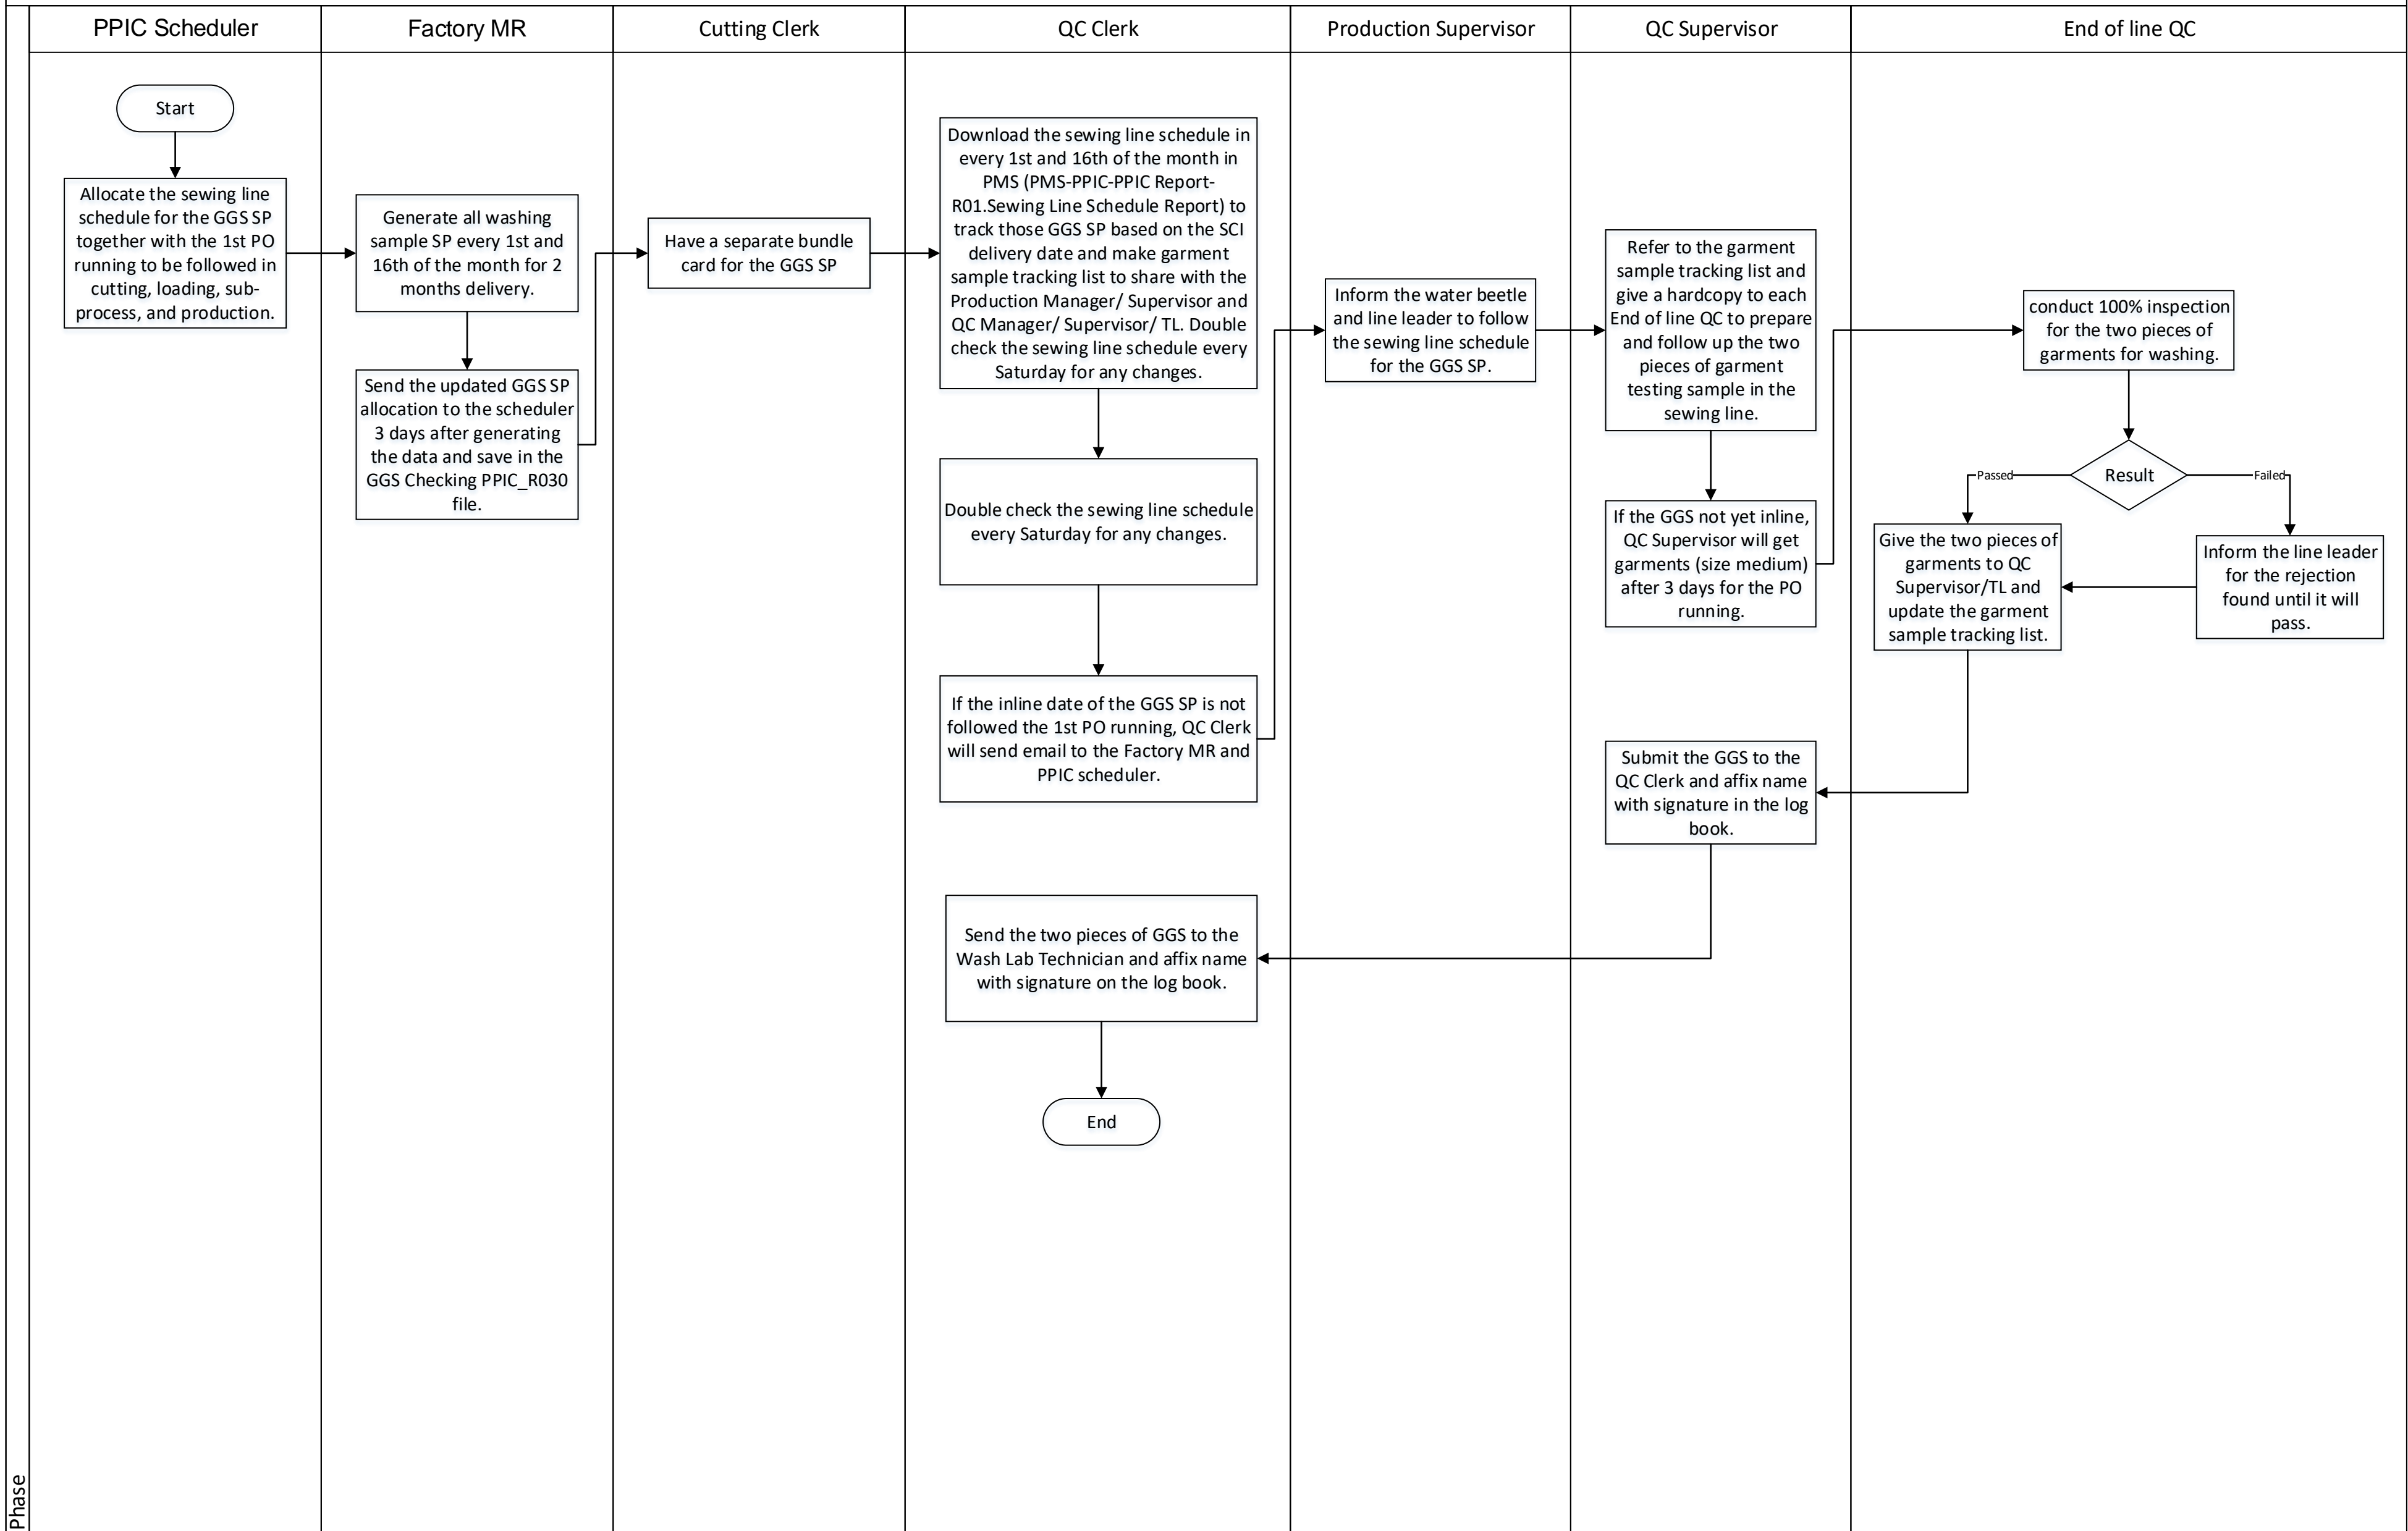 PPIC Scheduler
Factory MR
Cutting Clerk
QC Clerk
Production Supervisor
QC Supervisor
End of line QC
Start
Allocate the sewing line
schedule for the GGS SP
together with the 1st PO
running to be followed in
cutting, loading, sub-
process, and production.
Generate all washing
sample SP every 1st and
16th of the month for 2
months delivery.
Send the updated GGS SP
allocation to the scheduler
3 days after generating
the data and save in the
GGS Checking PPIC_R030
file.
Have a separate bundle
card for the GGS SP
Download the sewing line schedule in
every 1st and 16th of the month in
PMS (PMS-PPIC-PPIC Report-
R01.Sewing Line Schedule Report) to
track those GGS SP based on the SCI
delivery date and make garment
sample tracking list to share with the
Production Manager/ Supervisor and
QC Manager/ Supervisor/ TL. Double
check the sewing line schedule every
Saturday for any changes.
Double check the sewing line schedule
every Saturday for any changes.
If the inline date of the GGS SP is not
followed the 1st PO running, QC Clerk
will send email to the Factory MR and
PPIC scheduler.
Inform the water beetle
and line leader to follow
the sewing line schedule
for the GGS SP.
Refer to the garment
sample tracking list and
give a hardcopy to each
End of line QC to prepare
and follow up the two
pieces of garment
testing sample in the
sewing line.
If the GGS not yet inline,
QC Supervisor will get
garments (size medium)
after 3 days for the PO
running.
conduct 100% inspection
for the two pieces of
garments for washing.
Result
Passed
Failed
Give the two pieces of
garments to QC
Supervisor/TL and
update the garment
sample tracking list.
Inform the line leader
for the rejection
found until it will
pass.
Submit the GGS to the
QC Clerk and affix name
with signature in the log
book.
Send the two pieces of GGS to the
Wash Lab Technician and affix name
with signature on the log book.
End
Phase